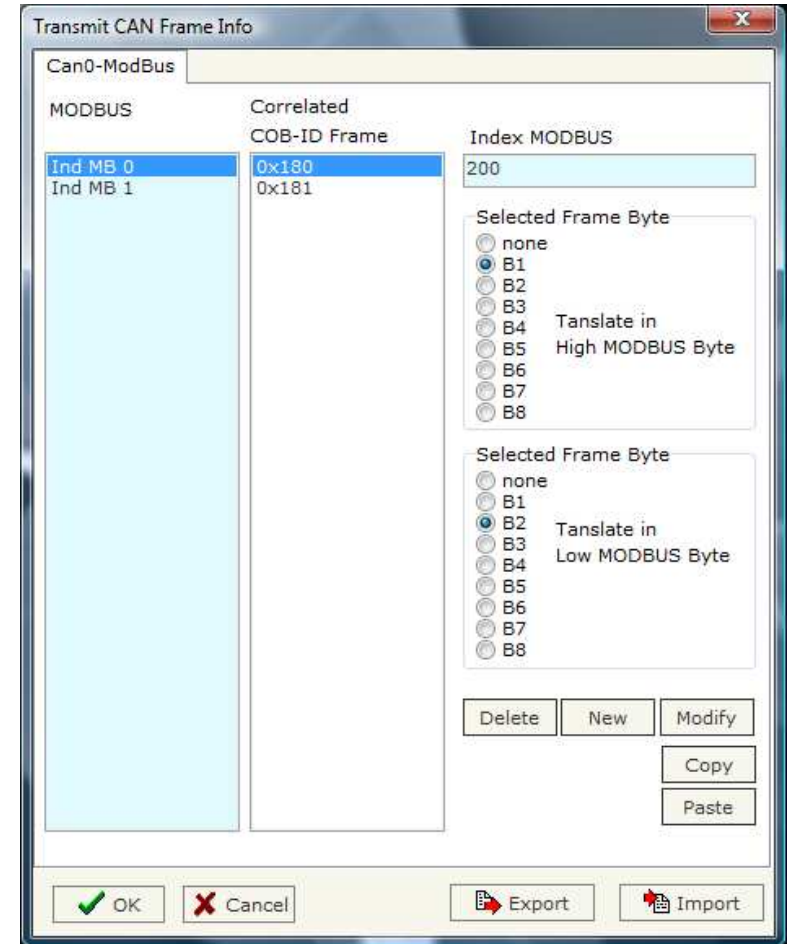 Transmit CAN Frame Info
Can0-ModBus
MODBUS
Correlated
COB-ID Frame
Ind MB 0
Ind MB 1
0x180
0x181
Index MODBUS
200
Selected Frame Byte
none
B1
B2
B3
B4
B5
B6
B7
B8
Tanslate in
High MODBUS Byte
Selected Frame Byte
none
B1
B2
B3
B4
B5
B6
B7
B8
Tanslate in
Low MODBUS Byte
Delete
New
Modify
Copy
Paste
OK
Cancel
Export
Import